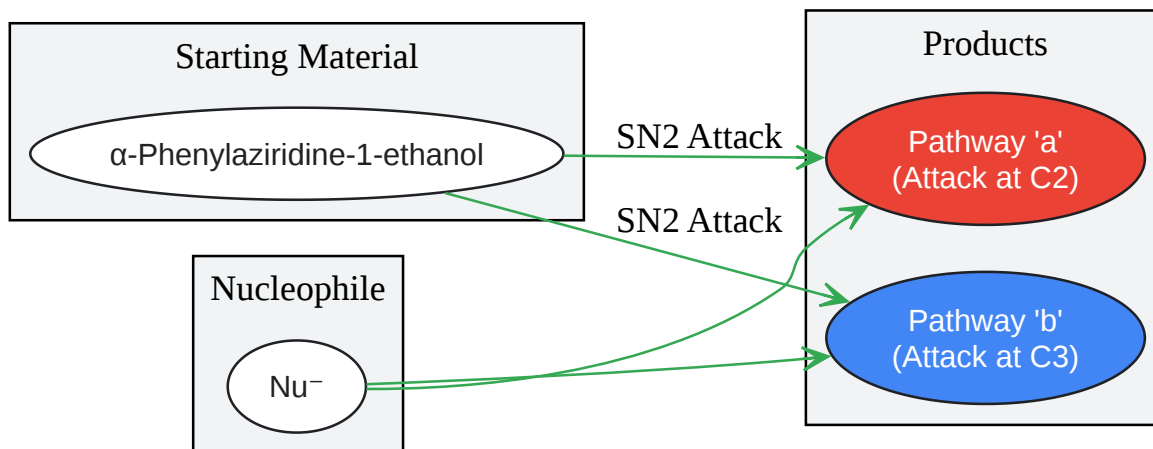 Starting Material
α-Phenylaziridine-1-ethanol
Nucleophile
Nu⁻
SN2 Attack
SN2 Attack
Products
Pathway 'a'
(Attack at C2)
Pathway 'b'
(Attack at C3)